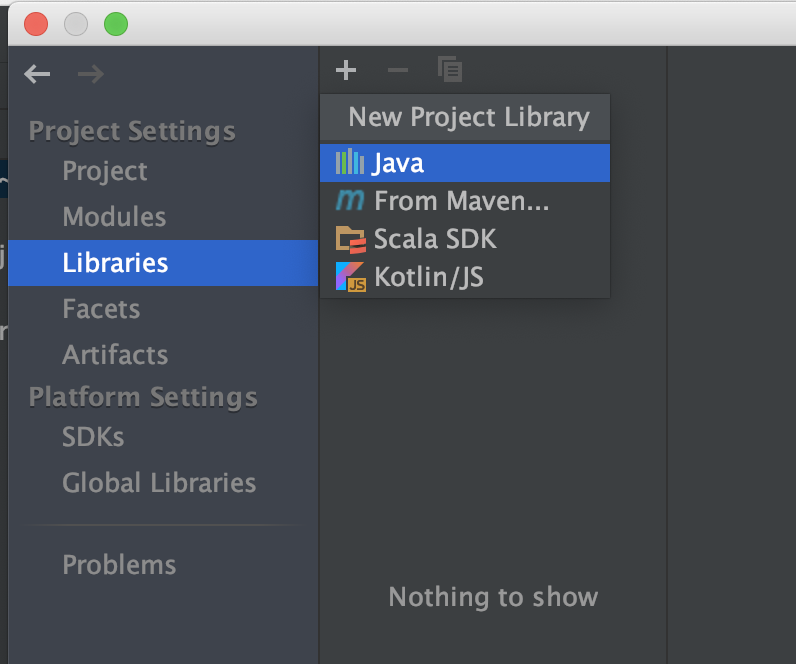 Project Settings
Project
Modules
Libraries
Facets
Artifacts
Platform Settings
SDKs
Global Libraries
Problems
New Project Library
Java
From Maven...
Scala SDK
Kotlin/JS
Nothing to show